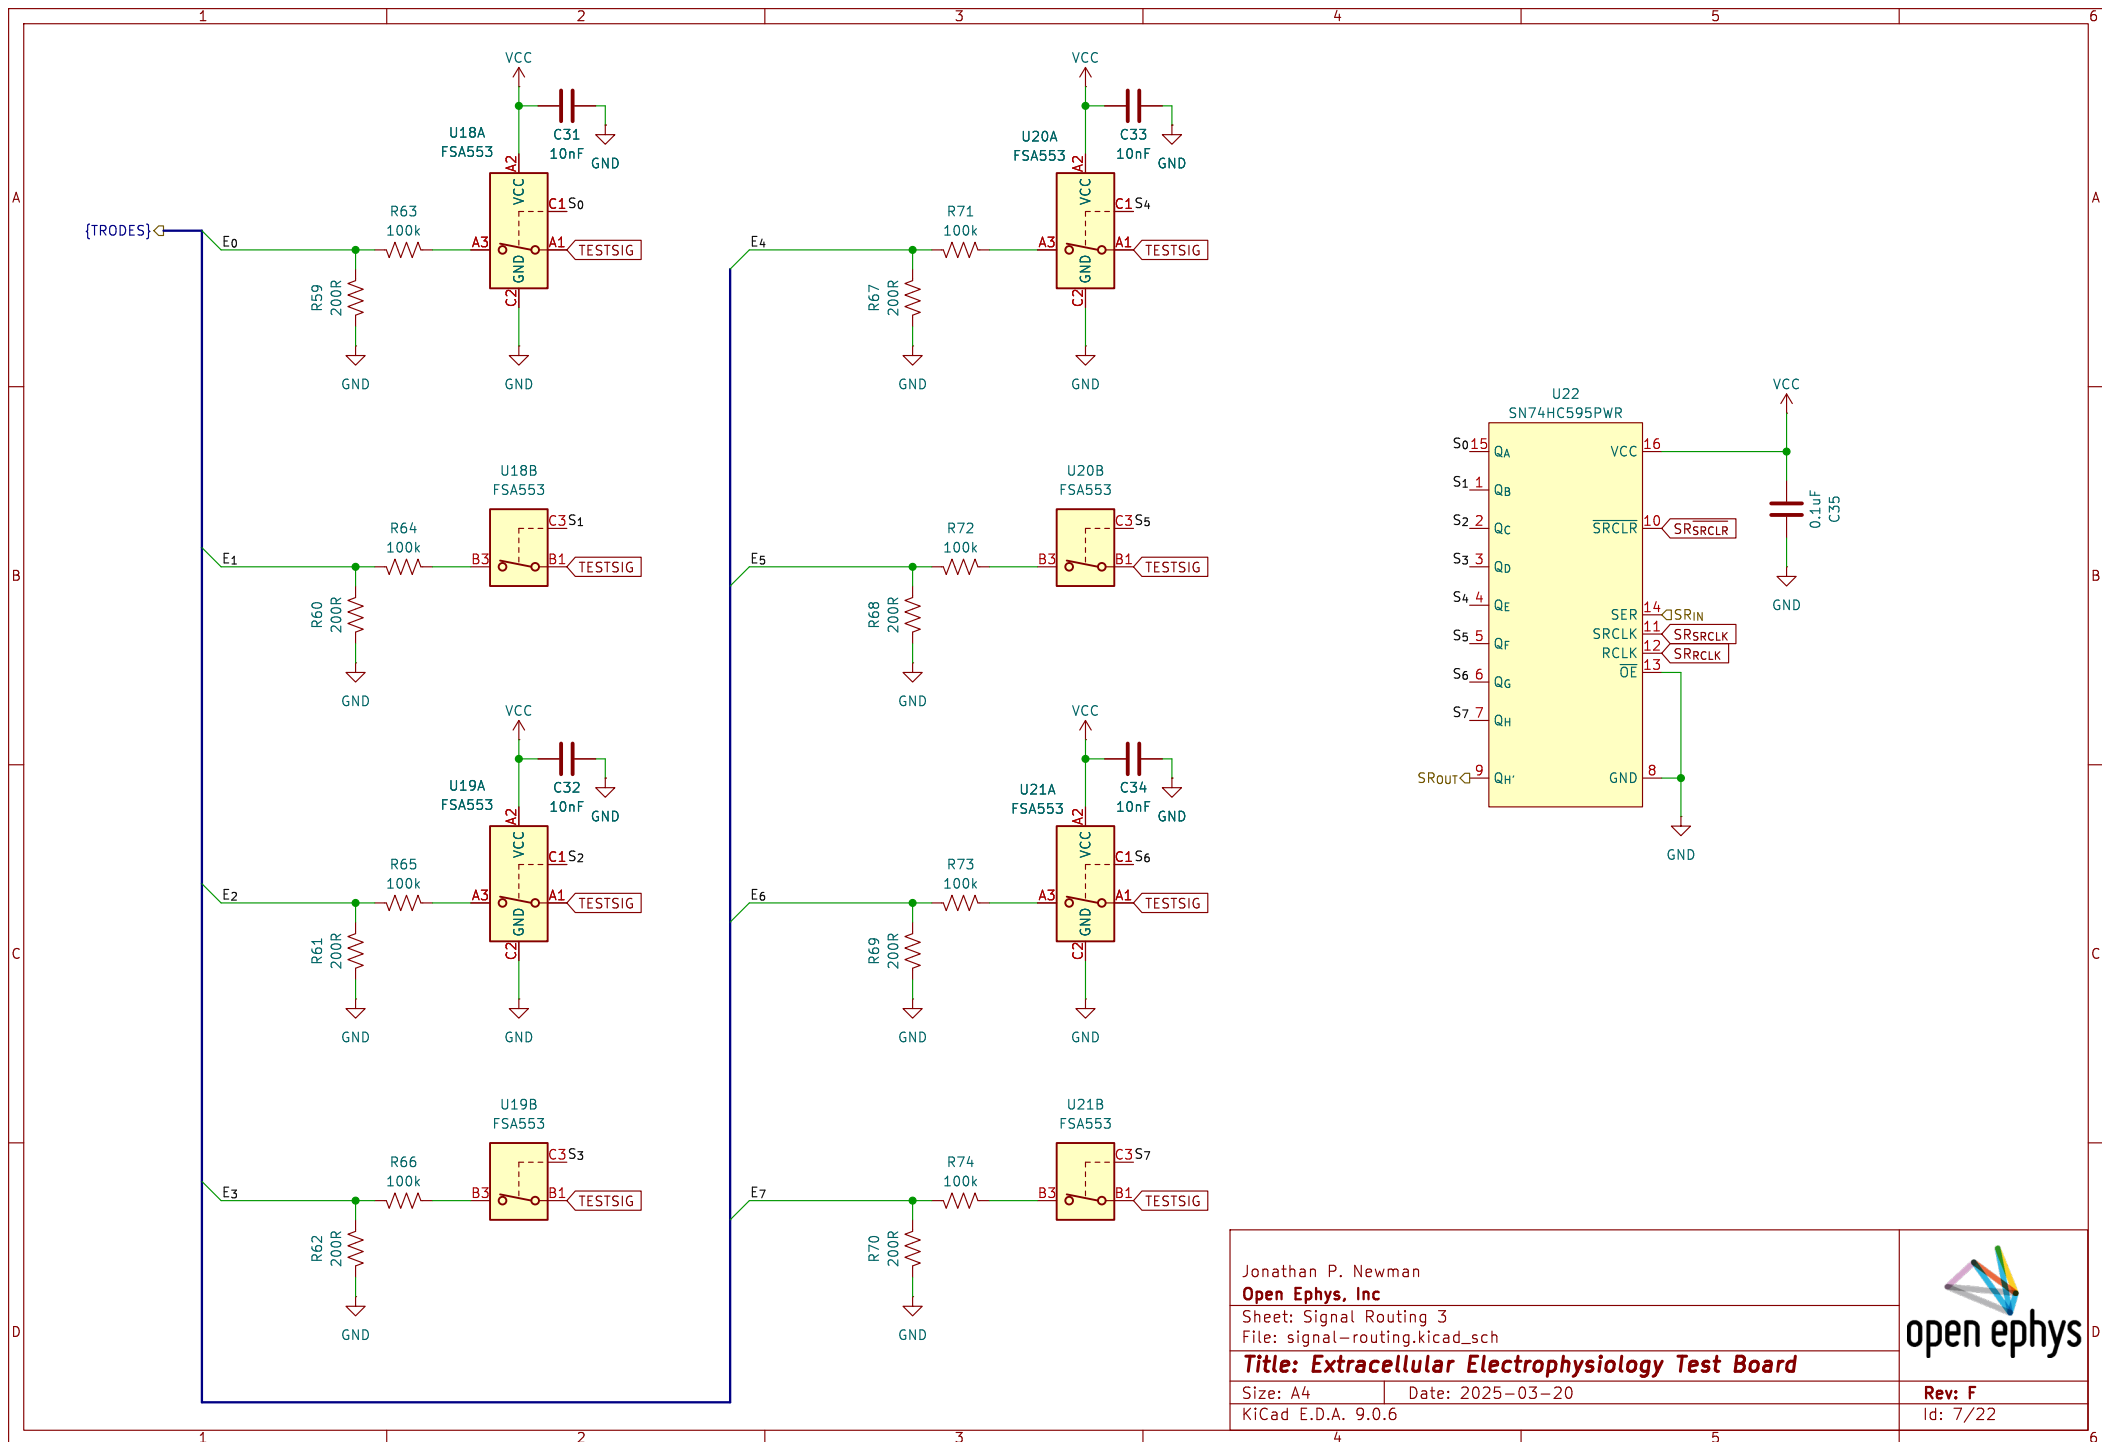 1 2 3 4 5 6
A
B
C
D
A
B
C
D
1 2 3 4 5 6
{TRODES}
VCC
C31
10nF
GND
U18A
FSA553
A2
VCC
C1 S0
A3
A1
TESTSIG
GND
C2
GND
E0
R63
100k
R59
200R
GND
U18B
FSA553
C3 S1
B3
B1
TESTSIG
E1
R64
100k
R60
200R
GND
VCC
C32
10nF
GND
U19A
FSA553
A2
VCC
C1 S2
A3
A1
TESTSIG
GND
C2
GND
E2
R65
100k
R61
200R
GND
U19B
FSA553
C3 S3
B3
B1
TESTSIG
E3
R66
100k
R62
200R
GND
VCC
C33
10nF
GND
U20A
FSA553
A2
VCC
C1 S4
A3
A1
TESTSIG
GND
C2
GND
E4
R71
100k
R67
200R
GND
U20B
FSA553
C3 S5
B3
B1
TESTSIG
E5
R72
100k
R68
200R
GND
VCC
C34
10nF
GND
U21A
FSA553
A2
VCC
C1 S6
A3
A1
TESTSIG
GND
C2
GND
E6
R73
100k
R69
200R
GND
U21B
FSA553
C3 S7
B3
B1
TESTSIG
E7
R74
100k
R70
200R
GND
U22
SN74HC595PWR
S0 15 QA
S1 1 QB
S2 2 QC
S3 3 QD
S4 4 QE
S5 5 QF
S6 6 QG
S7 7 QH
SROUT 9 QH'
VCC 16
SRCLR 10 SRSRCLR
SER 14 SRIN
SRCLK 11 SRSRCLK
RCLK 12 SRRCLK
OE 13
GND 8
GND
VCC
0.1uF
C35
GND
Jonathan P. Newman
Open Ephys, Inc
Sheet: Signal Routing 3
File: signal-routing.kicad_sch
Title: Extracellular Electrophysiology Test Board
Size: A4 Date: 2025-03-20
KiCad E.D.A. 9.0.6
Rev: F
Id: 7/22
open ephys